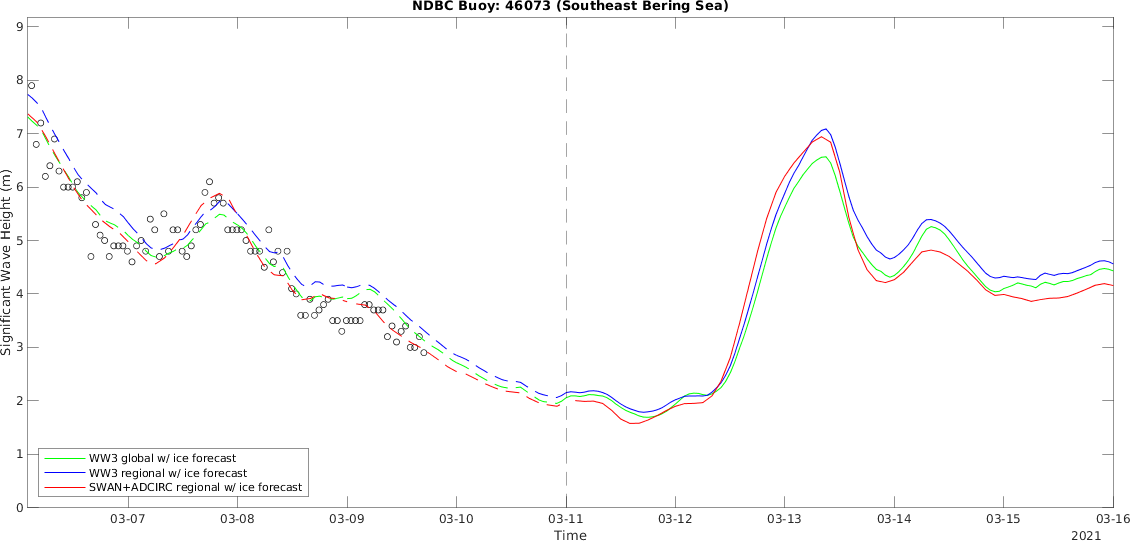 NDBC Buoy: 46073 (Southeast Bering Sea)
Significant Wave Height (m)
9
8
7
6
5
4
3
2
1
0
WW3 global w/ ice forecast
WW3 regional w/ ice forecast
SWAN+ADCIRC regional w/ ice forecast
03-07 03-08 03-09 03-10 03-11 03-12 03-13 03-14 03-15 03-16
Time
2021